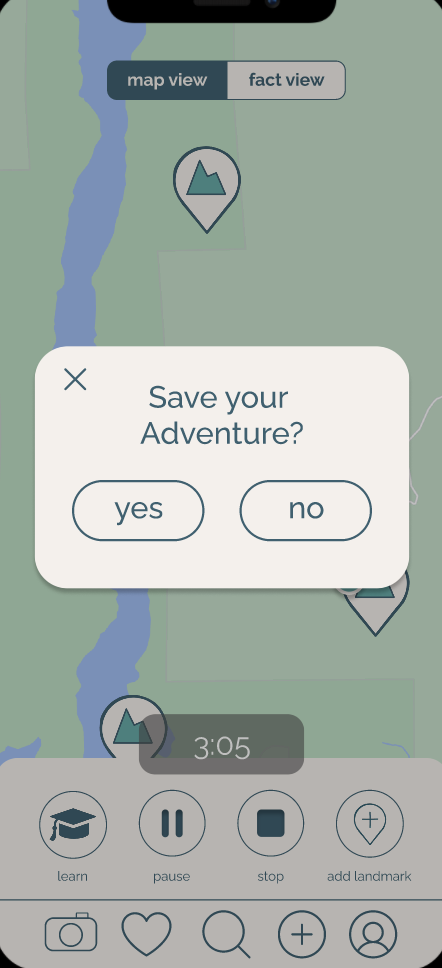 map view fact view
Save your
Adventure?
yes no
3:05
learn pause stop add landmark